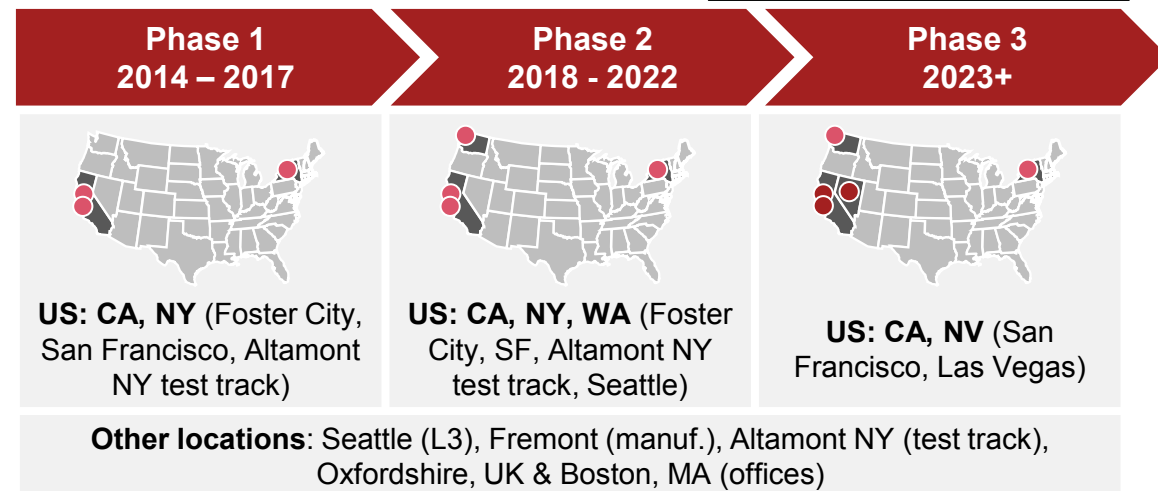 Phase 1
2014 – 2017
Phase 2
2018 - 2022
Phase 3
2023+
US: CA, NY (Foster City,
San Francisco, Altamont
NY test track)
US: CA, NY, WA (Foster
City, SF, Altamont NY
test track, Seattle)
US: CA, NV (San
Francisco, Las Vegas)
Other locations: Seattle (L3), Fremont (manuf.), Altamont NY (test track),
Oxfordshire, UK & Boston, MA (offices)